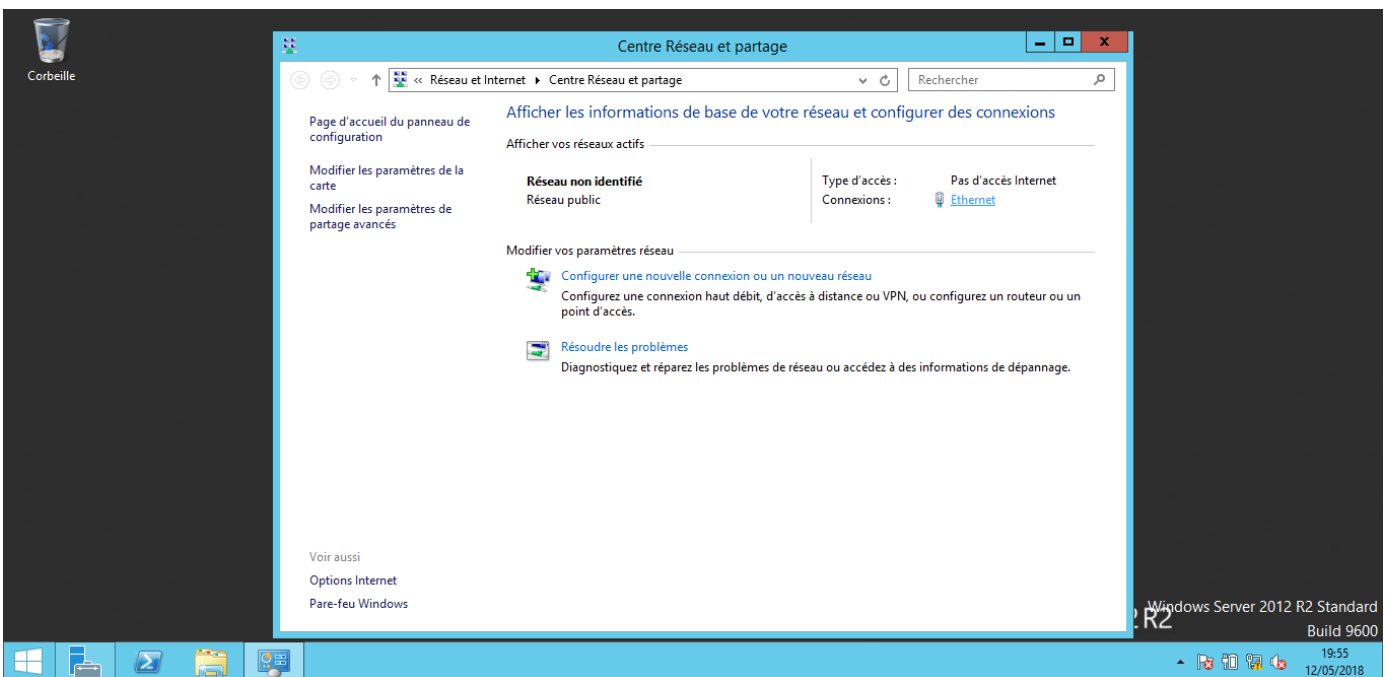 Corbeille
Centre Réseau et partage
« Réseau et Internet ▸ Centre Réseau et partage
Rechercher
Page d'accueil du panneau de
configuration
Modifier les paramètres de la
carte
Modifier les paramètres de
partage avancés
Voir aussi
Options Internet
Pare-feu Windows
Afficher les informations de base de votre réseau et configurer des connexions
Afficher vos réseaux actifs
Réseau non identifié
Réseau public
Type d'accès : Pas d'accès Internet
Connexions : Ethernet
Modifier vos paramètres réseau
Configurer une nouvelle connexion ou un nouveau réseau
Configurez une connexion haut débit, d'accès à distance ou VPN, ou configurez un routeur ou un
point d'accès.
Résoudre les problèmes
Diagnostiquez et réparez les problèmes de réseau ou accédez à des informations de dépannage.
R2
Windows Server 2012 R2 Standard
Build 9600
19:55
12/05/2018